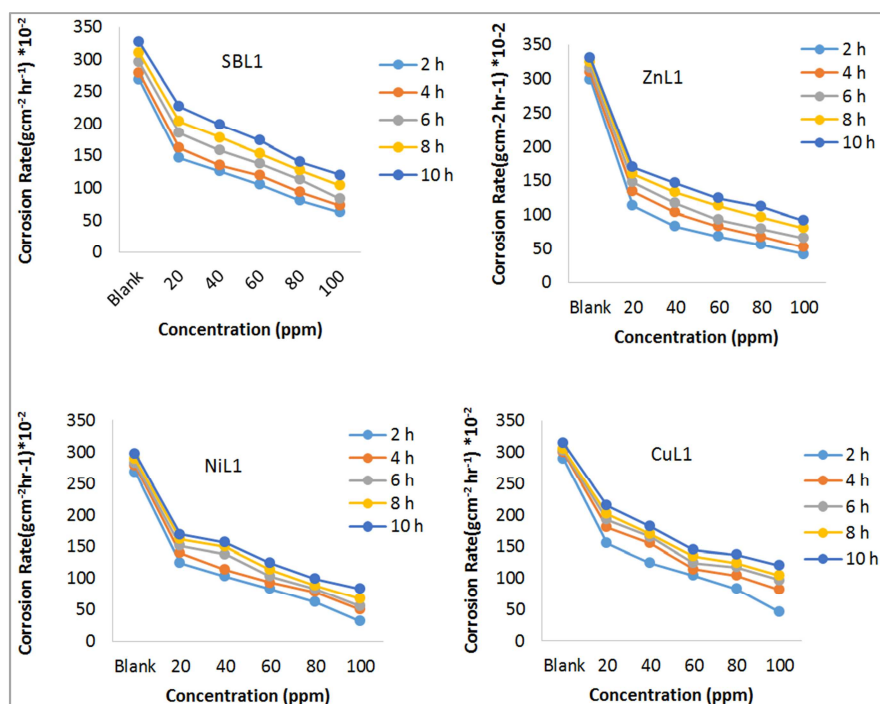 SBL1
Corrosion Rate(gcm⁻² hr⁻¹) *10⁻²
350
300
250
200
150
100
50
0
Blank
20
40
60
80
100
Concentration (ppm)
2 h
4 h
6 h
8 h
10 h
ZnL1
Corrosion Rate(gcm-2 hr-1) *10-2
350
300
250
200
150
100
50
0
Blank 20 40 60 80 100
Concentration (ppm)
2 h
4 h
6 h
8 h
10 h
NiL1
Corrosion Rate(gcm⁻²hr-1)*10⁻²
350
300
250
200
150
100
50
0
Blank 20 40 60 80 100
Concentration (ppm)
2 h
4 h
6 h
8 h
10 h
CuL1
Corrosion Rate(gcm⁻² hr⁻¹) *10⁻²
350
300
250
200
150
100
50
0
Blank 20 40 60 80 100
Concentration (ppm)
2 h
4 h
6 h
8 h
10 h